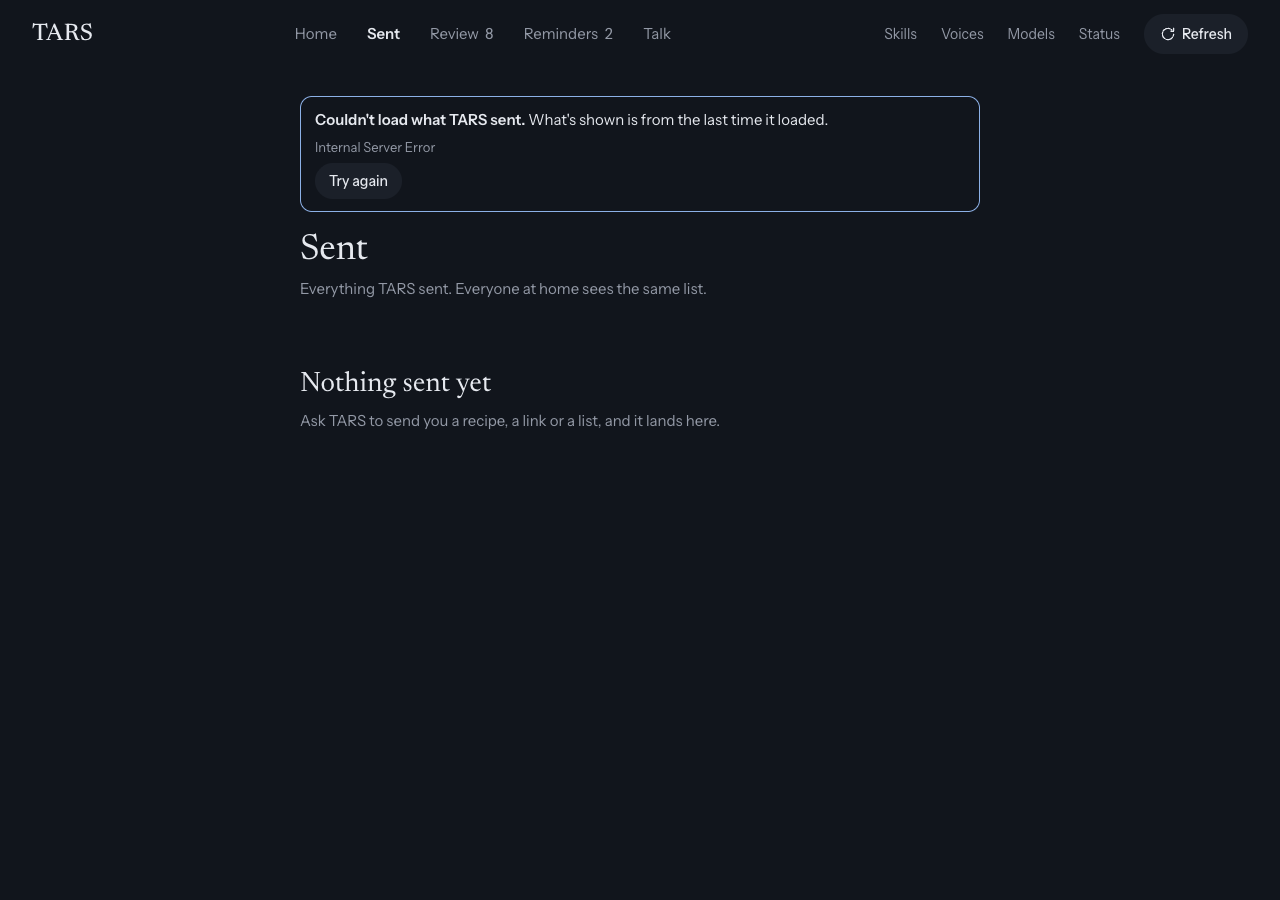 TARS
Home Sent Review 8 Reminders 2 Talk
Skills Voices Models Status Refresh
Couldn't load what TARS sent. What's shown is from the last time it loaded.
Internal Server Error
Try again
Sent
Everything TARS sent. Everyone at home sees the same list.
Nothing sent yet
Ask TARS to send you a recipe, a link or a list, and it lands here.